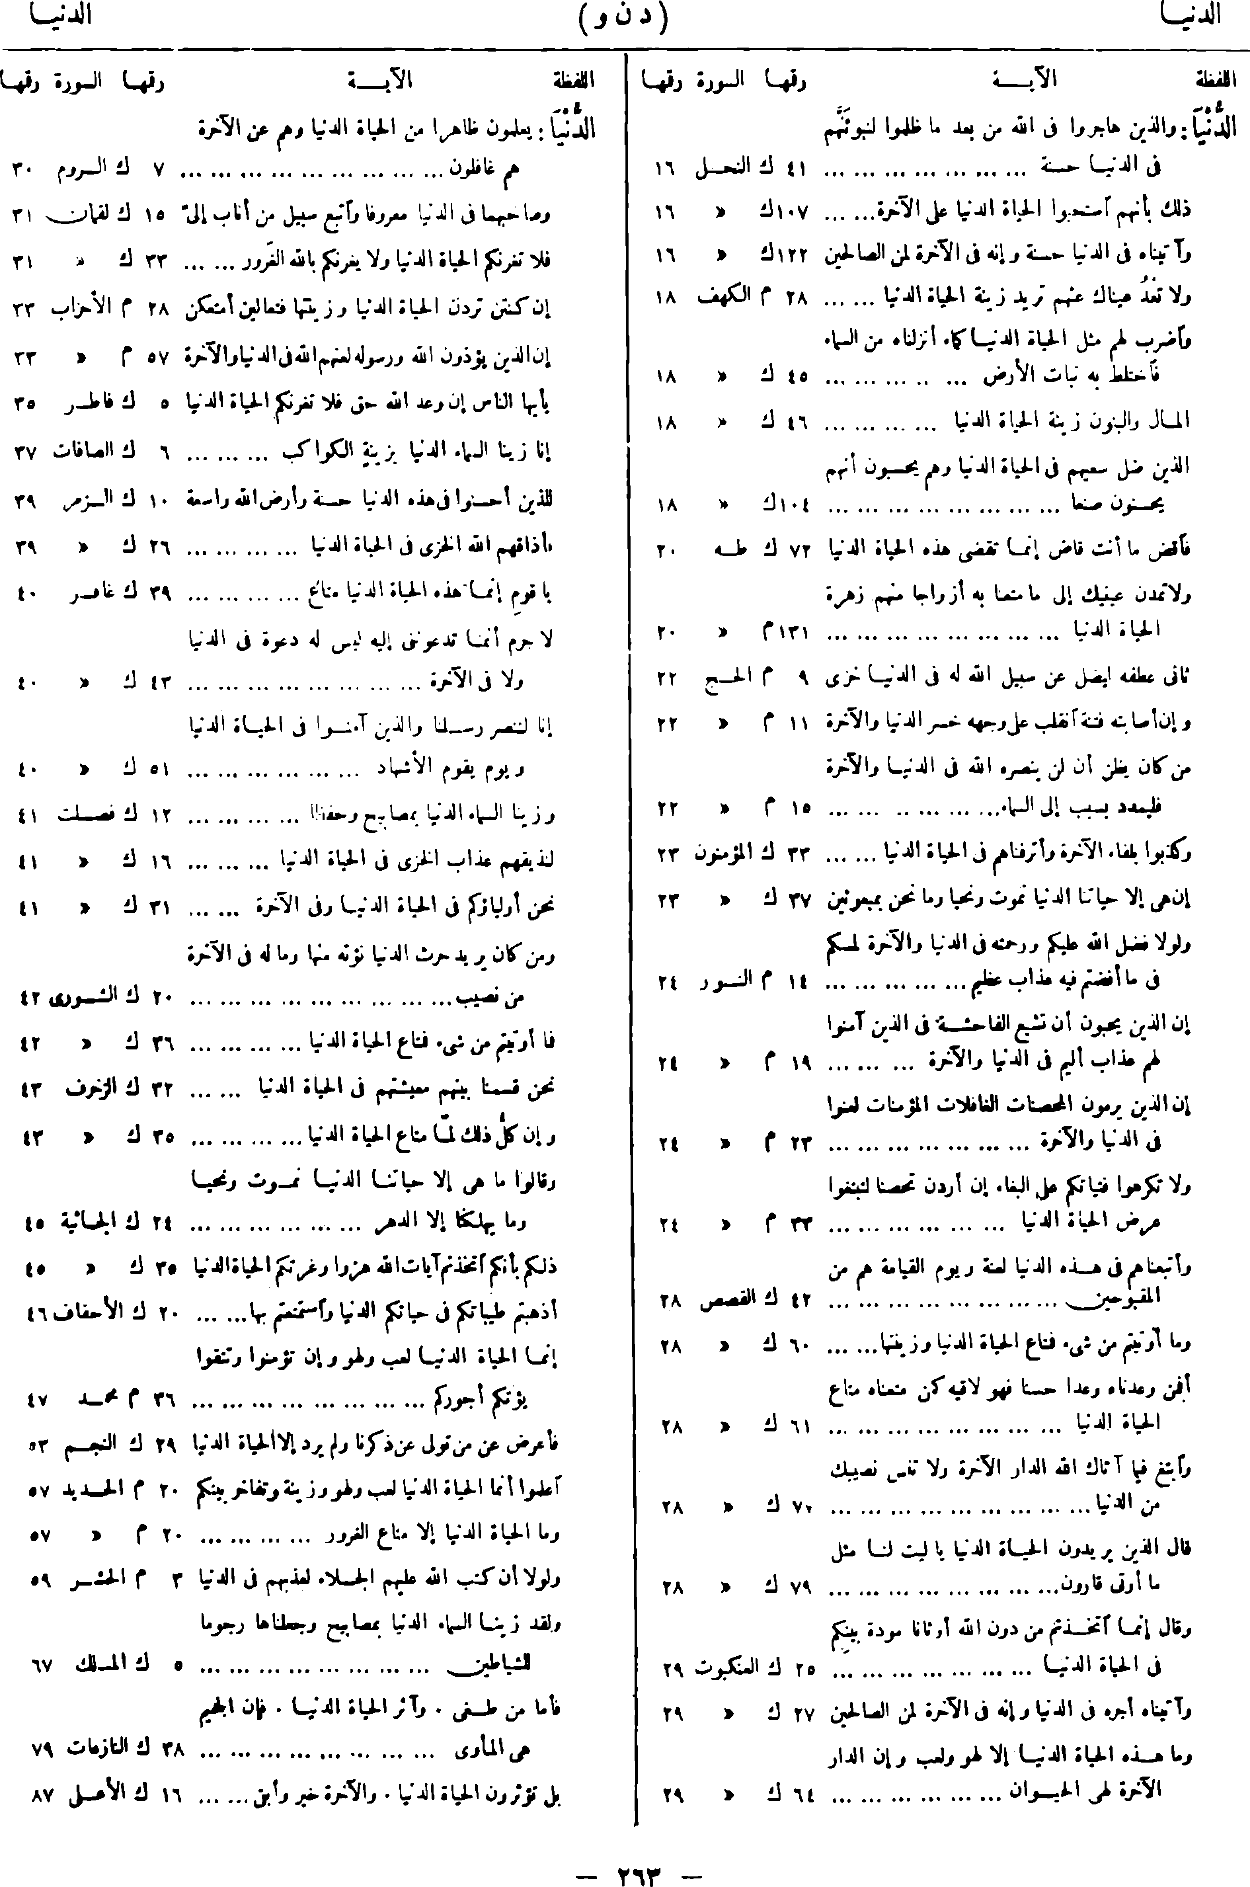 الدنيا (دن و) الدنيا
اللفظة الآية رقها السورة رقها
الدُّنْيَا: والذين هاجروا فى الله من بعد ما ظلموا لنبوئنَّهم
فى الدنيا حسنة ... ... ... ... ... ... ... ٤١ ك النحل ١٦
ذلك بأنهم ٱستحبوا الحياة الدنيا على الآخرة... ... ١٠٧ك « ١٦
وآتيناه فى الدنيا حسنة وإنه فى الآخرة لمن الصالحين ١٢٢ك « ١٦
ولا تعْدُ عيناك عنهم تريد زينة الحياة الدنيا ... ... ٢٨ م الكهف ١٨
وٱضرب لهم مثل الحياة الدنيا كماء أنزلناه من السماء
فٱختلط به نبات الأرض ... .. ... ... ... ٤٥ ك « ١٨
المال والبنون زينة الحياة الدنيا ... ... ... ... ٤٦ ك « ١٨
الذين ضل سعيهم فى الحياة الدنيا وهم يحسبون أنهم
يحسنون صنعا ... ... ... ... ... ... ... ... ١٠٤ك « ١٨
فٱقض ما أنت قاض إنما تقضى هذه الحياة الدنيا ٧٢ ك طه ٢٠
ولا تمدن عينيك إلى ما متعنا به أزواجا منهم زهرة
الحياة الدنيا ... ... ... ... ... ... ... ... ١٣١م « ٢٠
ثانى عطفه ليضل عن سبيل الله له فى الدنيا خزى ٩ م الحج ٢٢
وإن أصابته فتنة ٱنقلب على وجهه خسر الدنيا والآخرة ١١ م « ٢٢
من كان يظن أن لن ينصره الله فى الدنيا والآخرة
فليمدد بسبب إلى السماء... ... ... .. ... ... ١٥ م « ٢٢
وكذبوا بلقاء الآخرة وأترفناهم فى الحياة الدنيا ... ... ٣٣ ك المؤمنون ٢٣
إن هى إلا حياتنا الدنيا نموت ونحيا وما نحن بمبعوثين ٣٧ ك « ٢٣
ولولا فضل الله عليكم ورحمته فى الدنيا والآخرة لمسكم
فى ما أفضتم فيه عذاب عظيم... ... ... ... ... ١٤ م النور ٢٤
إن الذين يحبون أن تشيع الفاحشة فى الذين آمنوا
لهم عذاب أليم فى الدنيا والآخرة ... ... ... ١٩ م « ٢٤
إن الذين يرمون المحصنات الغافلات المؤمنات لعنوا
فى الدنيا والآخرة ... ... ... ... ... ... ... ٢٣ م « ٢٤
ولا تكرهوا فتياتكم على البغاء إن أردن تحصنا لتبتغوا
عرض الحياة الدنيا ... ... ... ... ... ... ٣٣ م « ٢٤
وأتبعناهم فى هذه الدنيا لعنة ويوم القيامة هم من
المقبوحين ... ... ... ... ... ... ... ... ٤٢ ك القصص ٢٨
وما أوتيتم من شىء فمتاع الحياة الدنيا وزينتها... ... ٦٠ ك « ٢٨
أفمن وعدناه وعدا حسنا فهو لاقيه كمن متعناه متاع
الحياة الدنيا ... ... ... ... ... ... ... ... ٦١ ك « ٢٨
وٱبتغ فيما آتاك الله الدار الآخرة ولا تنس نصيبك
من الدنيا ... ... ... ... ... ... ... ... ... ٧٧ ك « ٢٨
قال الذين يريدون الحياة الدنيا يا ليت لنا مثل
ما أوتى قارون... ... ... ... ... ... ... ... ٧٩ ك « ٢٨
وقال إنما ٱتخذتم من دون الله أوثانا مودة بينكم
فى الحياة الدنيا ... ... ... ... ... ... ... ٢٥ ك العنكبوت ٢٩
وآتيناه أجره فى الدنيا وإنه فى الآخرة لمن الصالحين ٢٧ ك « ٢٩
وما هذه الحياة الدنيا إلا لهو ولعب وإن الدار
الآخرة لهى الحيوان ... ... ... ... ... ... ٦٤ ك « ٢٩
اللفظة الآية رقها السورة رقها
الدُّنْيَا: يعلمون ظاهرا من الحياة الدنيا وهم عن الآخرة
هم غافلون ... ... ... ... ... ... ... ... ... ٧ ك الروم ٣٠
وصاحبهما فى الدنيا معروفا وٱتبع سبيل من أناب إلىّ ١٥ ك لقمان ٣١
فلا تغرنكم الحياة الدنيا ولا يغرنكم بالله الغَرور ... ... ٣٣ ك « ٣١
إن كنتن تردن الحياة الدنيا وزينتها فتعالين أمتعكن ٢٨ م الأحزاب ٣٣
إن الذين يؤذون الله ورسوله لعنهم الله فى الدنيا والآخرة ٥٧ م « ٣٣
يأيها الناس إن وعد الله حق فلا تغرنكم الحياة الدنيا ٥ ك فاطر ٣٥
إنا زينا السماء الدنيا بزينةٍ الكواكب ... ... ... ٦ ك الصافات ٣٧
للذين أحسنوا فى هذه الدنيا حسنة وأرض الله واسعة ١٠ ك الزمر ٣٩
فأذاقهم الله الخزى فى الحياة الدنيا ... ... ... ... ٢٦ ك « ٣٩
يا قومِ إنما هذه الحياة الدنيا متاع ... ... ... ... ٣٩ ك غافر ٤٠
لا جرم أنما تدعوننى إليه ليس له دعوة فى الدنيا
ولا فى الآخرة ... ... ... ... ... ... ... ... ٤٣ ك « ٤٠
إنا لننصر رسلنا والذين آمنوا فى الحياة الدنيا
ويوم يقوم الأشهاد ... ... ... ... ... ... ٥١ ك « ٤٠
وزينا السماء الدنيا بمصابيح وحفظا ... ... ... ... ١٢ ك فصلت ٤١
لنذيقهم عذاب الخزى فى الحياة الدنيا ... ... ... ١٦ ك « ٤١
نحن أولياؤكم فى الحياة الدنيا وفى الآخرة ... ... ٣١ ك « ٤١
ومن كان يريد حرث الدنيا نؤته منها وما له فى الآخرة
من نصيب... ... ... ... ... ... ... ... ... ٢٠ ك الشورى ٤٢
فما أوتيتم من شىء فمتاع الحياة الدنيا ... ... ... ... ٣٦ ك « ٤٢
نحن قسمنا بينهم معيشتهم فى الحياة الدنيا ... ... ٣٢ ك الزخرف ٤٣
وإن كلُّ ذلك لمَّا متاع الحياة الدنيا... ... ... ... ٣٥ ك « ٤٣
وقالوا ما هى إلا حياتنا الدنيا نموت ونحيا
وما يهلكنا إلا الدهر ... ... ... ... ... ... ٢٤ ك الجاثية ٤٥
ذلكم بأنكم ٱتخذتم آيات الله هزوا وغرتكم الحياة الدنيا ٣٥ ك « ٤٥
أذهبتم طيباتكم فى حياتكم الدنيا وٱستمتعتم بها... ... ٢٠ ك الأحقاف ٤٦
إنما الحياة الدنيا لعب ولهو وإن تؤمنوا وتتقوا
يؤتكم أجوركم ... ... ... ... ... ... ... ... ٣٦ م محمد ٤٧
فأعرض عن من تولى عن ذكرنا ولم يرد إلا الحياة الدنيا ٢٩ ك النجم ٥٣
ٱعلموا أنما الحياة الدنيا لعب ولهو وزينة وتفاخر بينكم ٢٠ م الحديد ٥٧
وما الحياة الدنيا إلا متاع الغرور ... ... ... ... ٢٠ م « ٥٧
ولولا أن كتب الله عليهم الجلاء لعذبهم فى الدنيا ٣ م الحشر ٥٩
ولقد زينا السماء الدنيا بمصابيح وجعلناها رجوما
للشياطين ... ... ... ... ... ... ... ... ٥ ك الملك ٦٧
فأما من طغى . وآثر الحياة الدنيا . فإن الجحيم
هى المأوى ... ... ... ... ... ... ... ... ٣٨ ك النازعات ٧٩
بل تؤثرون الحياة الدنيا . والآخرة خير وأبقى... ... ١٦ ك الأعلى ٨٧
— ٢٦٣ —